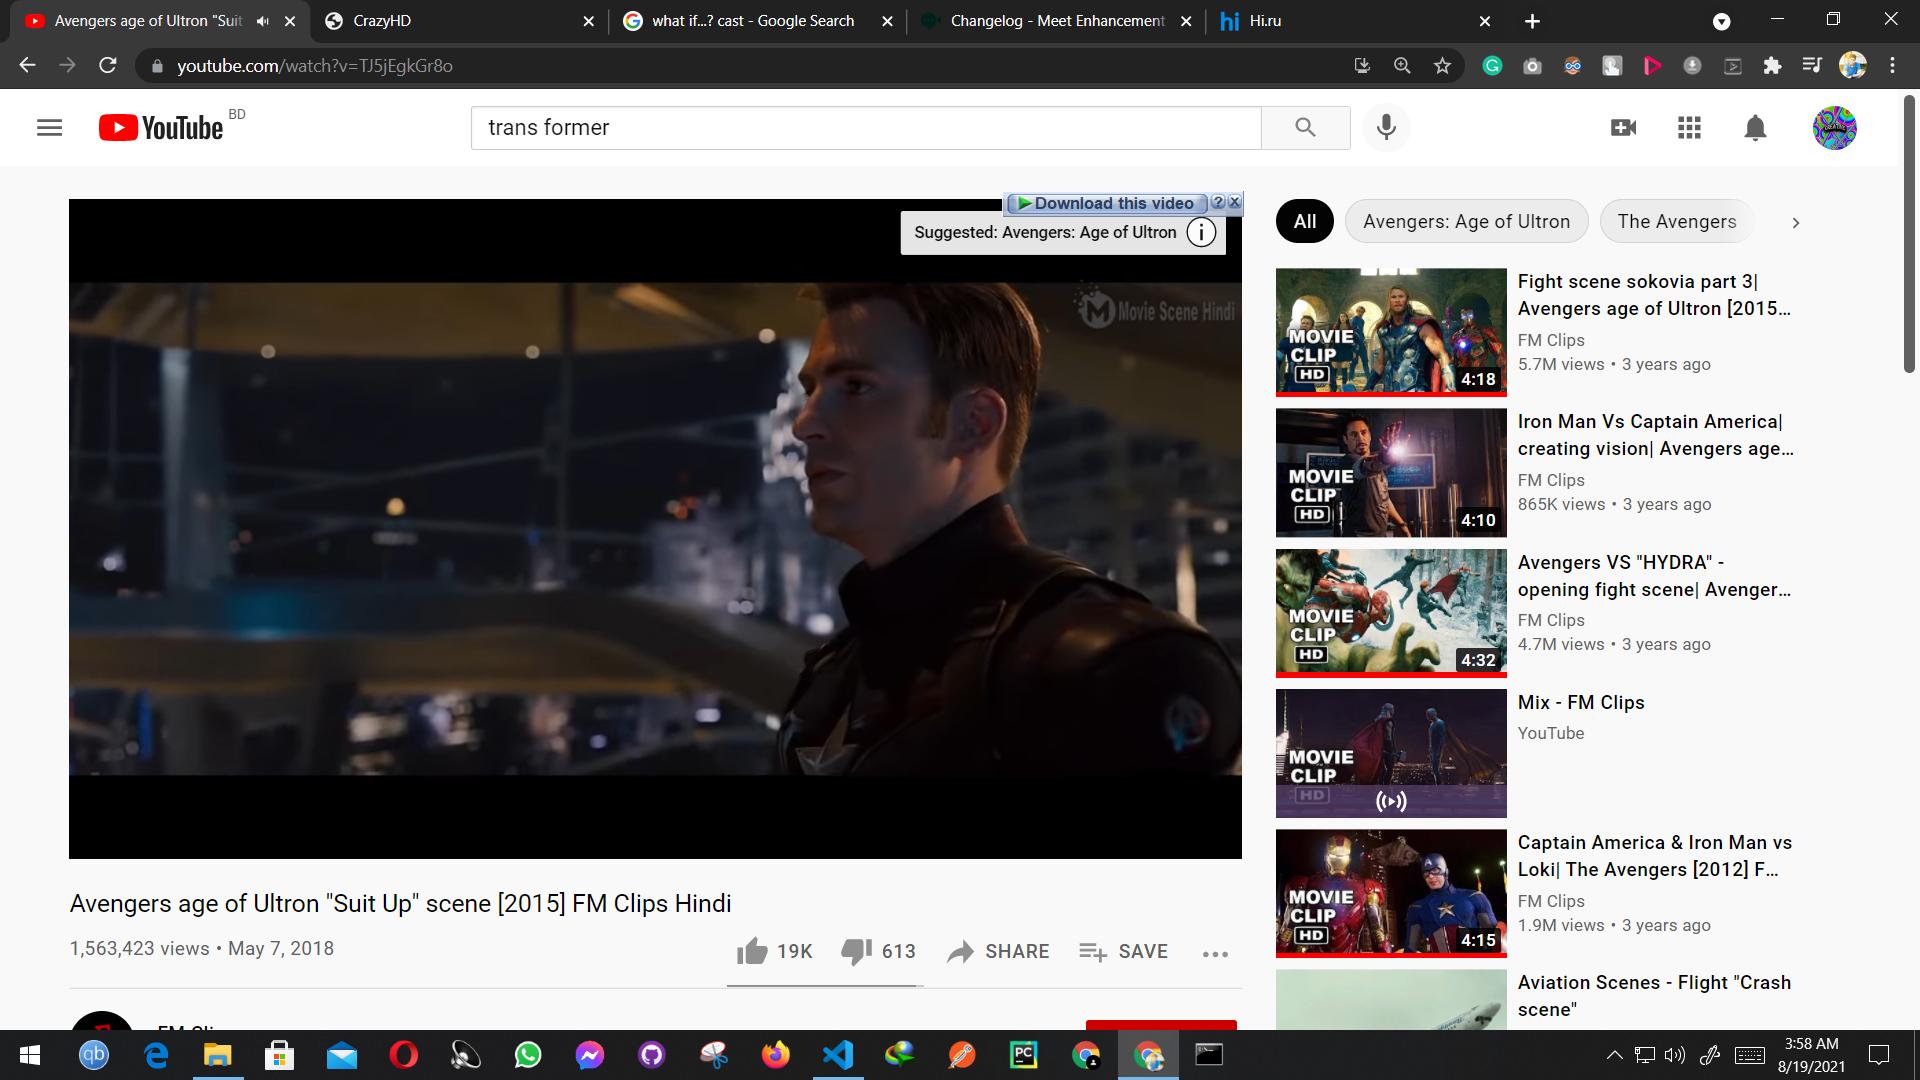 Avengers age of Ultron "Suit
CrazyHD
what if...? cast - Google Search
Changelog - Meet Enhancement
Hi.ru
youtube.com/watch?v=TJ5jEgkGr8o
YouTube
BD
trans former
Download this video
Suggested: Avengers: Age of Ultron
Movie Scene Hindi
All
Avengers: Age of Ultron
The Avengers
MOVIE
CLIP
HD
4:18
Fight scene sokovia part 3|
Avengers age of Ultron [2015...
FM Clips
5.7M views • 3 years ago
MOVIE
CLIP
HD
4:10
Iron Man Vs Captain America|
creating vision| Avengers age...
FM Clips
865K views • 3 years ago
MOVIE
CLIP
HD
4:32
Avengers VS "HYDRA" -
opening fight scene| Avenger...
FM Clips
4.7M views • 3 years ago
MOVIE
CLIP
HD
Mix - FM Clips
YouTube
MOVIE
CLIP
HD
4:15
Captain America & Iron Man vs
Loki| The Avengers [2012] F...
FM Clips
1.9M views • 3 years ago
Aviation Scenes - Flight "Crash
scene"
Avengers age of Ultron "Suit Up" scene [2015] FM Clips Hindi
1,563,423 views • May 7, 2018
19K
613
SHARE
SAVE
3:58 AM
8/19/2021